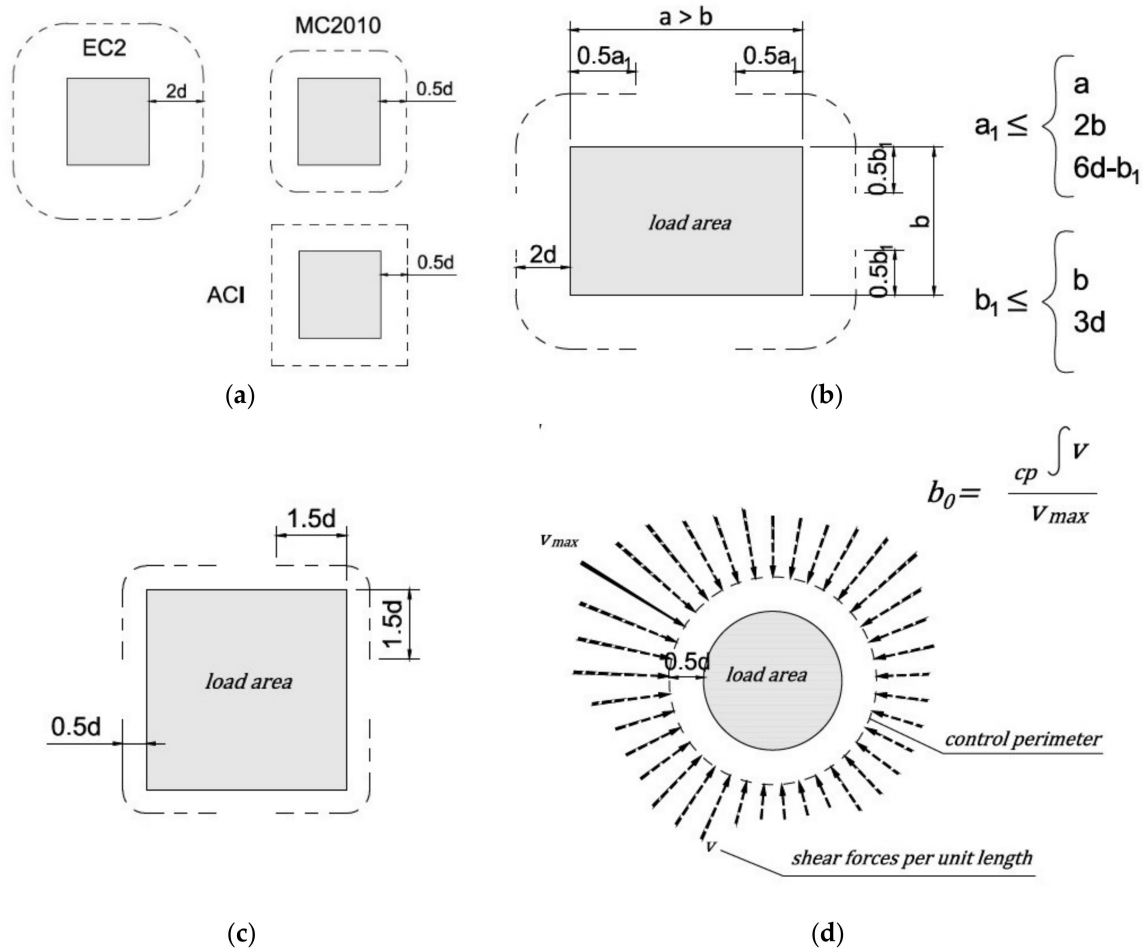 EC2
2d
MC2010
0.5d
ACI
0.5d
(a)
a > b
0.5a₁
0.5a₁
0.5b₁
b
0.5b₁
load area
2d
a₁ ≤ { a
2b
6d-b₁
b₁ ≤ { b
3d
(b)
1.5d
1.5d
load area
0.5d
(c)
b₀ = cp ∫ v / v max
v max
0.5d
load area
control perimeter
v
shear forces per unit length
(d)